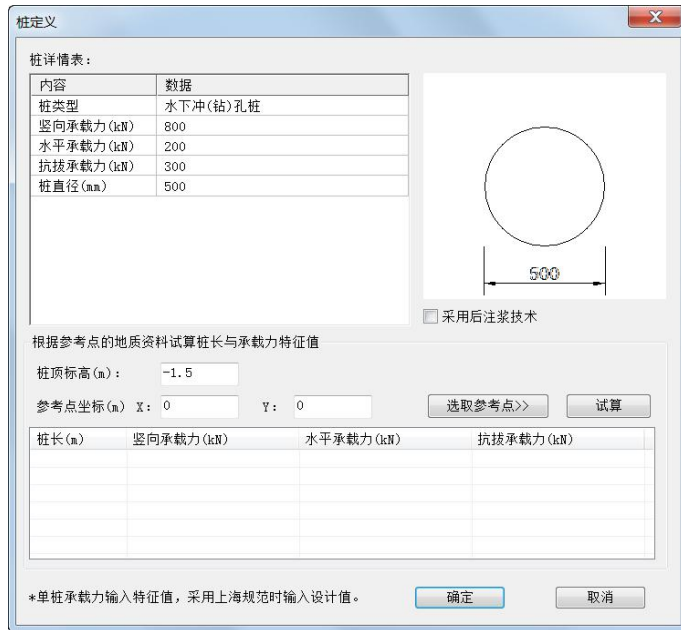 桩定义
X
桩详情表：
内容 数据
桩类型 水下冲(钻)孔桩
竖向承载力(kN) 800
水平承载力(kN) 200
抗拔承载力(kN) 300
桩直径(mm) 500
500
采用后注浆技术
根据参考点的地质资料试算桩长与承载力特征值
桩顶标高(m)： -1.5
参考点坐标(m) X： 0 Y： 0 选取参考点>> 试算
桩长(m) 竖向承载力(kN) 水平承载力(kN) 抗拔承载力(kN)
*单桩承载力输入特征值，采用上海规范时输入设计值。 确定 取消